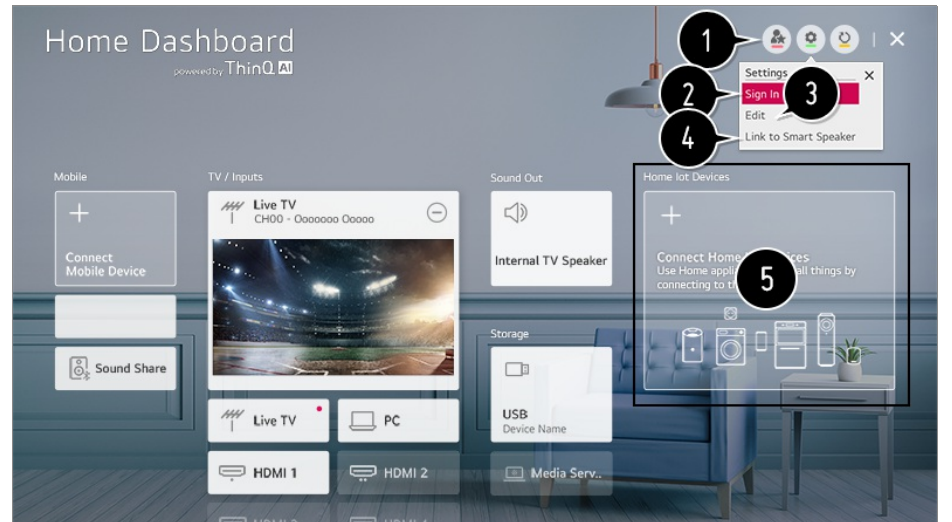 Home Dashboard
powered by ThinQ AI
1
Settings
2
Sign In
3
Edit
4
Link to Smart Speaker
Mobile
TV / Inputs
Sound Out
Home Iot Devices
Live TV
CH00 - Ooooooo Ooooo
Connect
Mobile Device
Internal TV Speaker
Connect Home
Use Home all things by
connecting to
5
Storage
Sound Share
USB
Device Name
Live TV
PC
HDMI 1
HDMI 2
Media Serv..